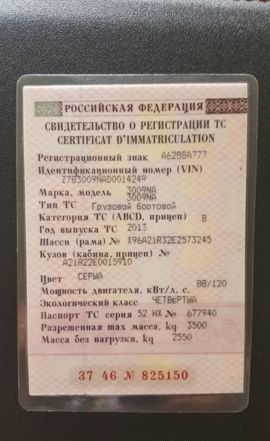 РОССИЙСКАЯ ФЕДЕРАЦИЯ
СВИДЕТЕЛЬСТВО О РЕГИСТРАЦИИ ТС
CERTIFICAT D'IMMATRICULATION
Регистрационный знак А628ВА777
Идентификационный номер (VIN)
Z783009NAD0014249
Марка, модель 3009NA
3009NA
Тип ТС Грузовой бортовой
Категория ТС (ABCD, прицеп) B
Год выпуска ТС 2013
Шасси (рама) № X96A21R32E2573245
Кузов (кабина, прицеп) №
A21R22E0015910
Цвет СЕРЫЙ
Мощность двигателя, кВт/л. с. 88/120
Экологический класс ЧЕТВЕРТЫЙ
Паспорт ТС серия 52 НХ № 677940
Разрешенная max масса, kg 3500
Масса без нагрузки, kg 2550
37 46 № 825150